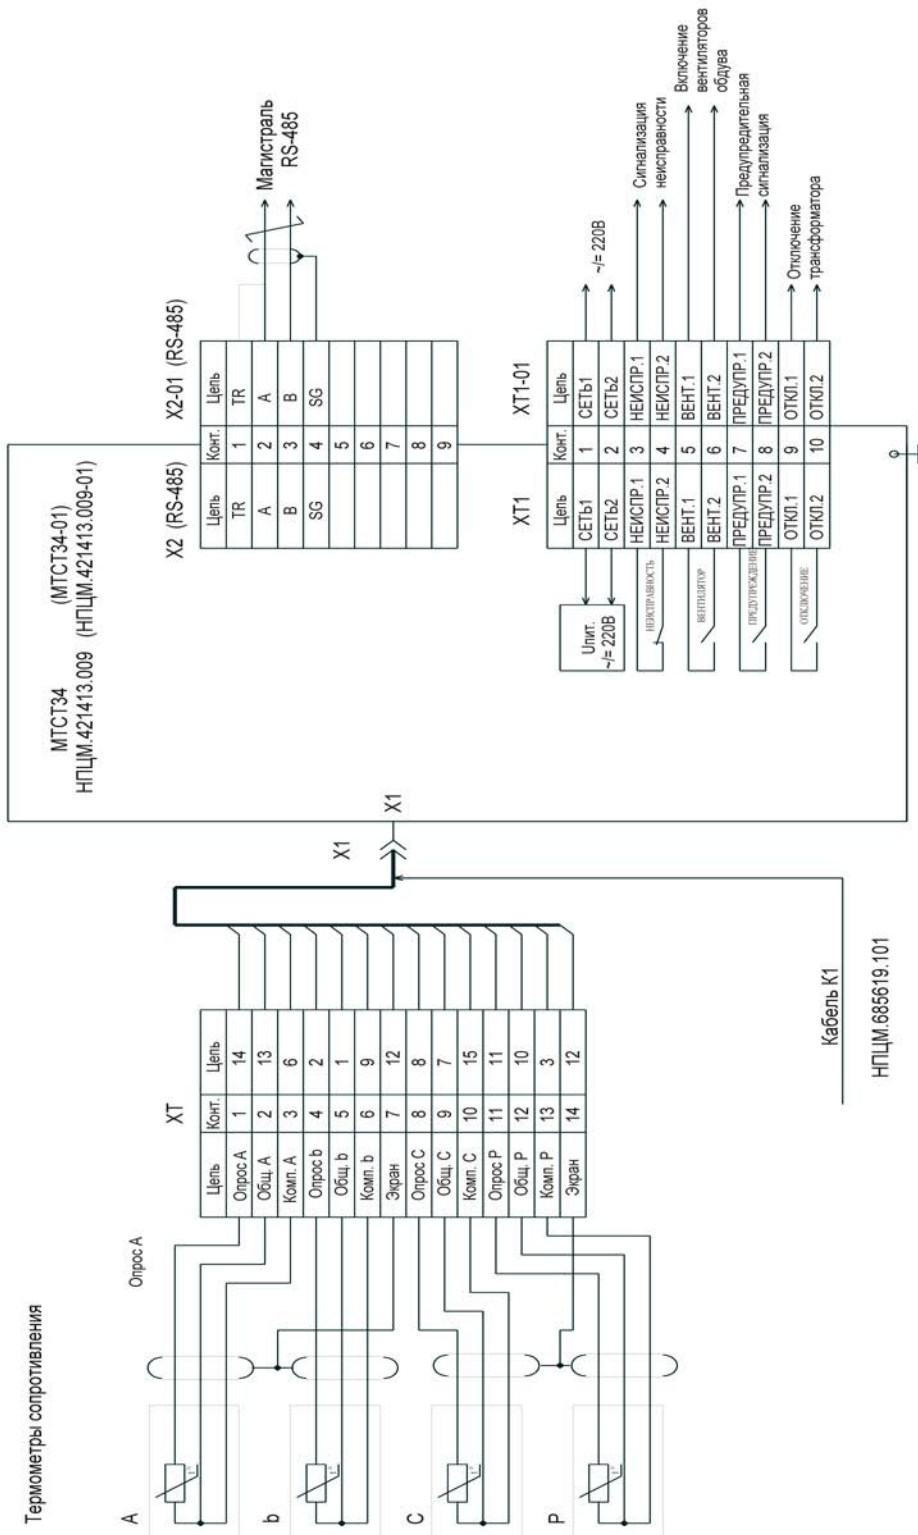 Термометры сопротивления
A
b
C
P
Опрос А
XT
Цепь Конт. Цепь
Опрос А 1 14
Общ. А 2 13
Комп. А 3 6
Опрос b 4 2
Общ. b 5 1
Комп. b 6 9
Экран 7 12
Опрос С 8 8
Общ. С 9 7
Комп. С 10 15
Опрос Р 11 11
Общ. Р 12 10
Комп. Р 13 3
Экран 14 12
Кабель К1
НПЦМ.685619.101
X1
X1
МТСТ34 (МТСТ34-01)
НПЦМ.421413.009 (НПЦМ.421413.009-01)
X2 (RS-485) X2-01 (RS-485)
Цепь Конт. Цепь
TR 1 TR
A 2 A
B 3 B
SG 4 SG
5
6
7
8
9
Магистраль
RS-485
XT1 XT1-01
Цепь Конт. Цепь
СЕТЬ1 1 СЕТЬ1
СЕТЬ2 2 СЕТЬ2
НЕИСПР.1 3 НЕИСПР.1
НЕИСПР.2 4 НЕИСПР.2
ВЕНТ.1 5 ВЕНТ.1
ВЕНТ.2 6 ВЕНТ.2
ПРЕДУПР.1 7 ПРЕДУПР.1
ПРЕДУПР.2 8 ПРЕДУПР.2
ОТКЛ.1 9 ОТКЛ.1
ОТКЛ.2 10 ОТКЛ.2
Uпит.
~/= 220В
НЕИСПРАВНОСТЬ
ВЕНТИЛЯТОР
ПРЕДУПРЕЖДЕНИЕ
ОТКЛЮЧЕНИЕ
~/= 220В
Сигнализация
неисправности
Включение
вентиляторов
обдува
Предупредительная
сигнализация
Отключение
трансформатора